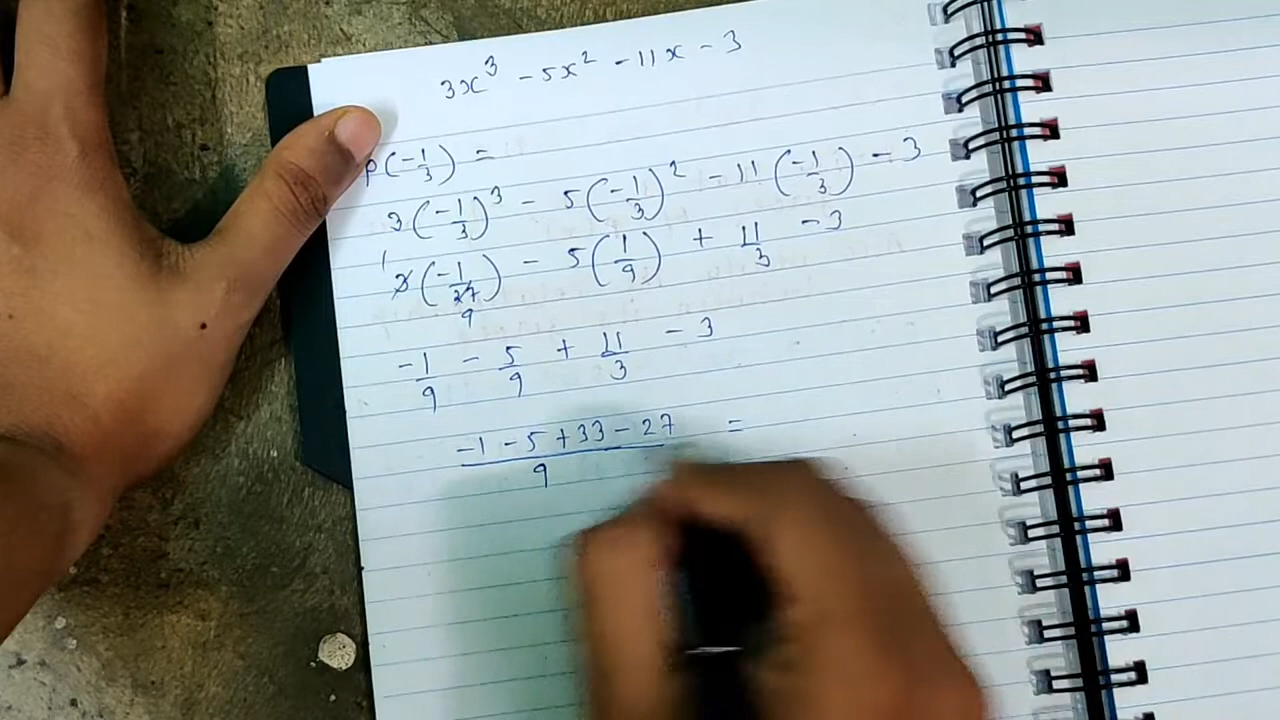 3x³ - 5x² - 11x - 3
p(-1/3) =
3(-1/3)³ - 5(-1/3)² - 11(-1/3) - 3
1
3(-1/27) - 5(1/9) + 11/3 - 3
9
-1/9 - 5/9 + 11/3 - 3
-1 - 5 + 33 - 27 =
9